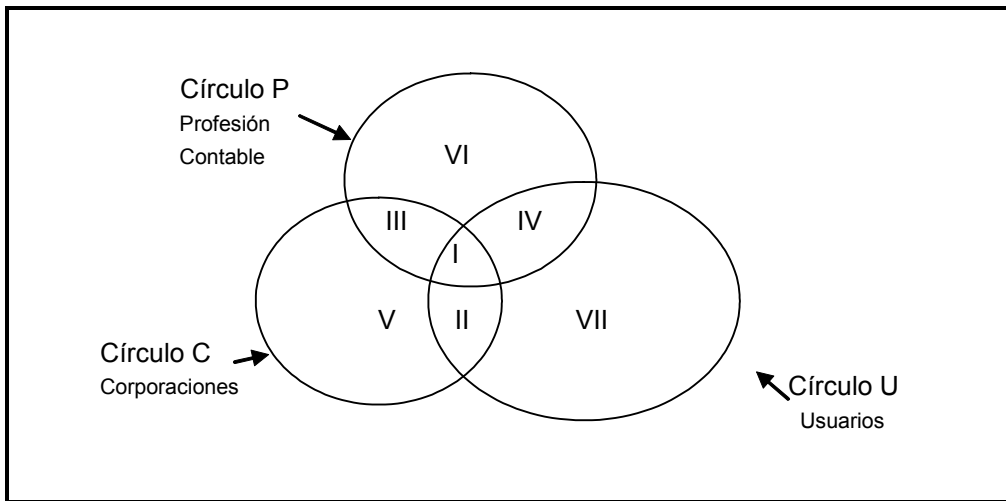 Círculo P
Profesión
Contable
VI
III
IV
I
V
II
VII
Círculo C
Corporaciones
Círculo U
Usuarios